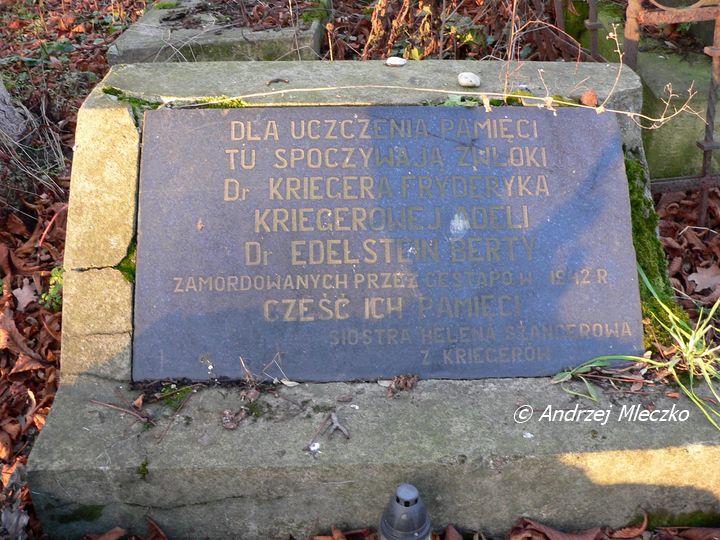 DLA UCZCZENIA PAMIĘCI
TU SPOCZYWAJĄ ZWŁOKI
Dr KRIEGERA FRYDERYKA
KRIEGEROWEJ ADELI
Dr EDELSTEIN BERTY
ZAMORDOWANYCH PRZEZ GESTAPO W 1942 R
CZEŚĆ ICH PAMIĘCI
SIOSTRA HELENA SZANCEROWA
Z KRIEGERÓW
© Andrzej Mleczko